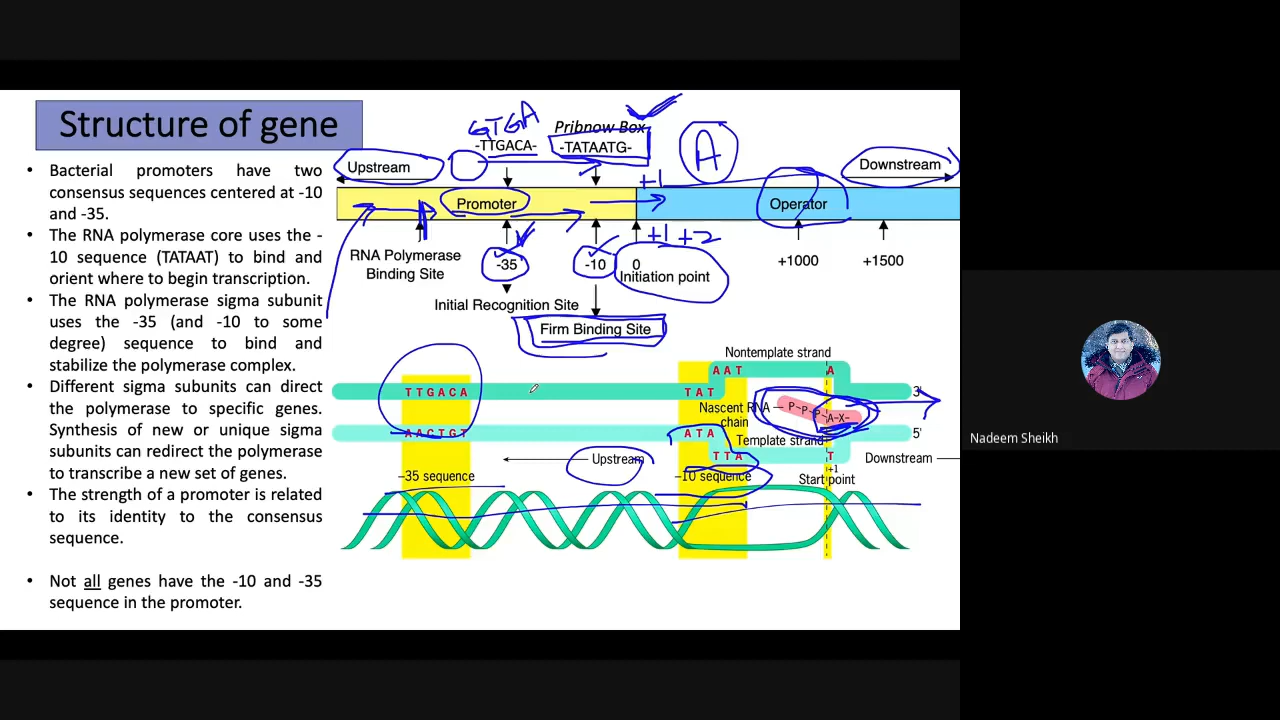 Structure of gene
• Bacterial promoters have two
consensus sequences centered at -10
and -35.
• The RNA polymerase core uses the -
10 sequence (TATAAT) to bind and
orient where to begin transcription.
• The RNA polymerase sigma subunit
uses the -35 (and -10 to some
degree) sequence to bind and
stabilize the polymerase complex.
• Different sigma subunits can direct
the polymerase to specific genes.
Synthesis of new or unique sigma
subunits can redirect the polymerase
to transcribe a new set of genes.
• The strength of a promoter is related
to its identity to the consensus
sequence.
• Not all genes have the -10 and -35
sequence in the promoter.
GTGA
Pribnow Box
-TTGACA-
-TATAATG-
A
Upstream
Downstream
+1
Promoter
Operator
+1 +2
RNA Polymerase
Binding Site
-35
-10
0
Initiation point
+1000
+1500
Initial Recognition Site
Firm Binding Site
Nontemplate strand
A A T
A
T T G A C A
T A T
3'
Nascent RNA
chain
P~P~P~A-X-
A A C T G T
A T A
Template strand
5'
T T A
T
Upstream
Downstream
–35 sequence
–10 sequence
+1
Start point
Nadeem Sheikh